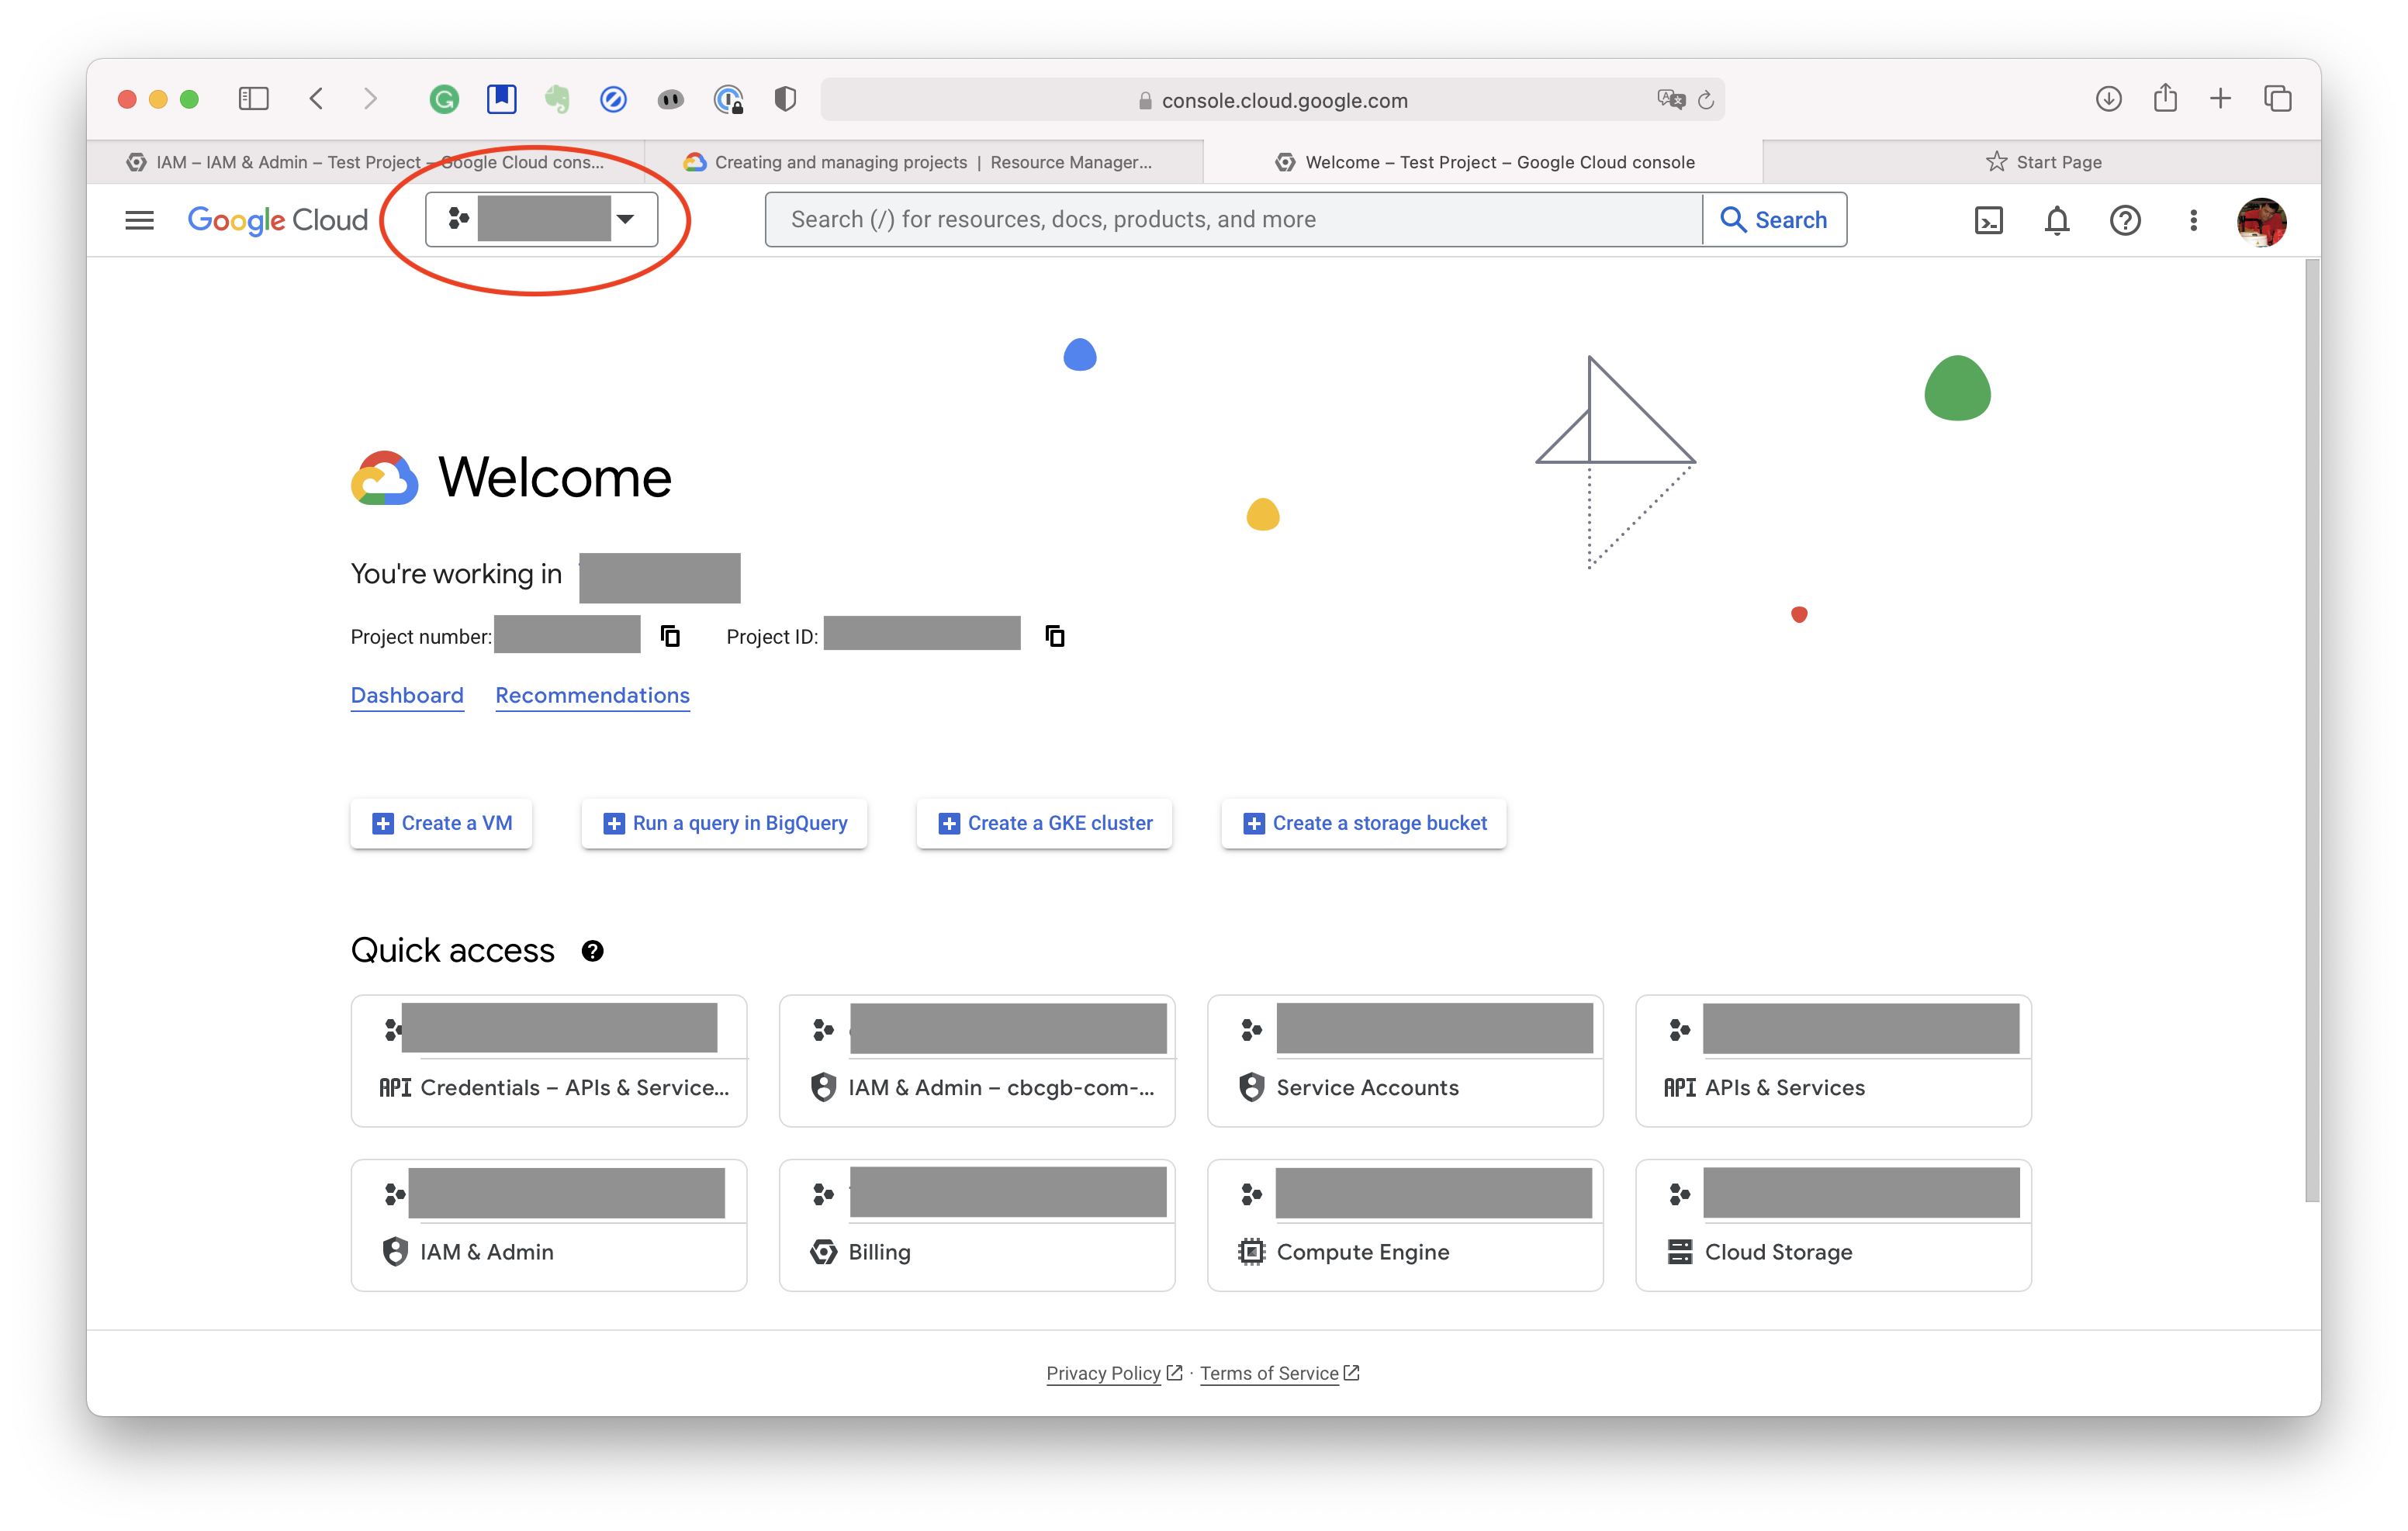 console.cloud.google.com
IAM – IAM & Admin – Test Project – Google Cloud cons...
Creating and managing projects | Resource Manager...
Welcome – Test Project – Google Cloud console
Start Page
Google Cloud
Search (/) for resources, docs, products, and more
Search
Welcome
You're working in
Project number:
Project ID:
Dashboard
Recommendations
Create a VM
Run a query in BigQuery
Create a GKE cluster
Create a storage bucket
Quick access
API Credentials – APIs & Service...
IAM & Admin – cbcgb-com-...
Service Accounts
API APIs & Services
IAM & Admin
Billing
Compute Engine
Cloud Storage
Privacy Policy · Terms of Service